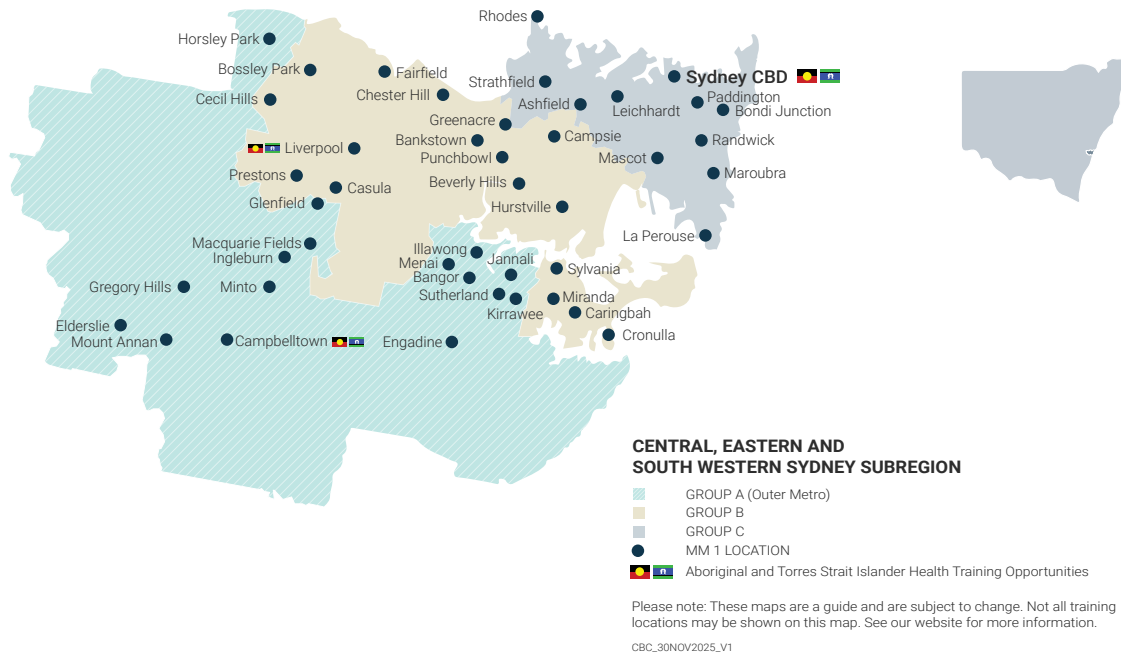 Rhodes
Horsley Park
Bossley Park
Fairfield
Strathfield
Sydney CBD
Cecil Hills
Chester Hill
Ashfield
Leichhardt
Paddington
Bondi Junction
Greenacre
Bankstown
Campsie
Randwick
Liverpool
Punchbowl
Mascot
Prestons
Casula
Beverly Hills
Maroubra
Glenfield
Hurstville
La Perouse
Macquarie Fields
Ingleburn
Illawong
Menai
Jannali
Bangor
Sylvania
Gregory Hills
Minto
Sutherland
Kirrawee
Miranda
Caringbah
Elderslie
Mount Annan
Campbelltown
Engadine
Cronulla
CENTRAL, EASTERN AND
SOUTH WESTERN SYDNEY SUBREGION
GROUP A (Outer Metro)
GROUP B
GROUP C
MM 1 LOCATION
Aboriginal and Torres Strait Islander Health Training Opportunities
Please note: These maps are a guide and are subject to change. Not all training
locations may be shown on this map. See our website for more information.
CBC_30NOV2025_V1